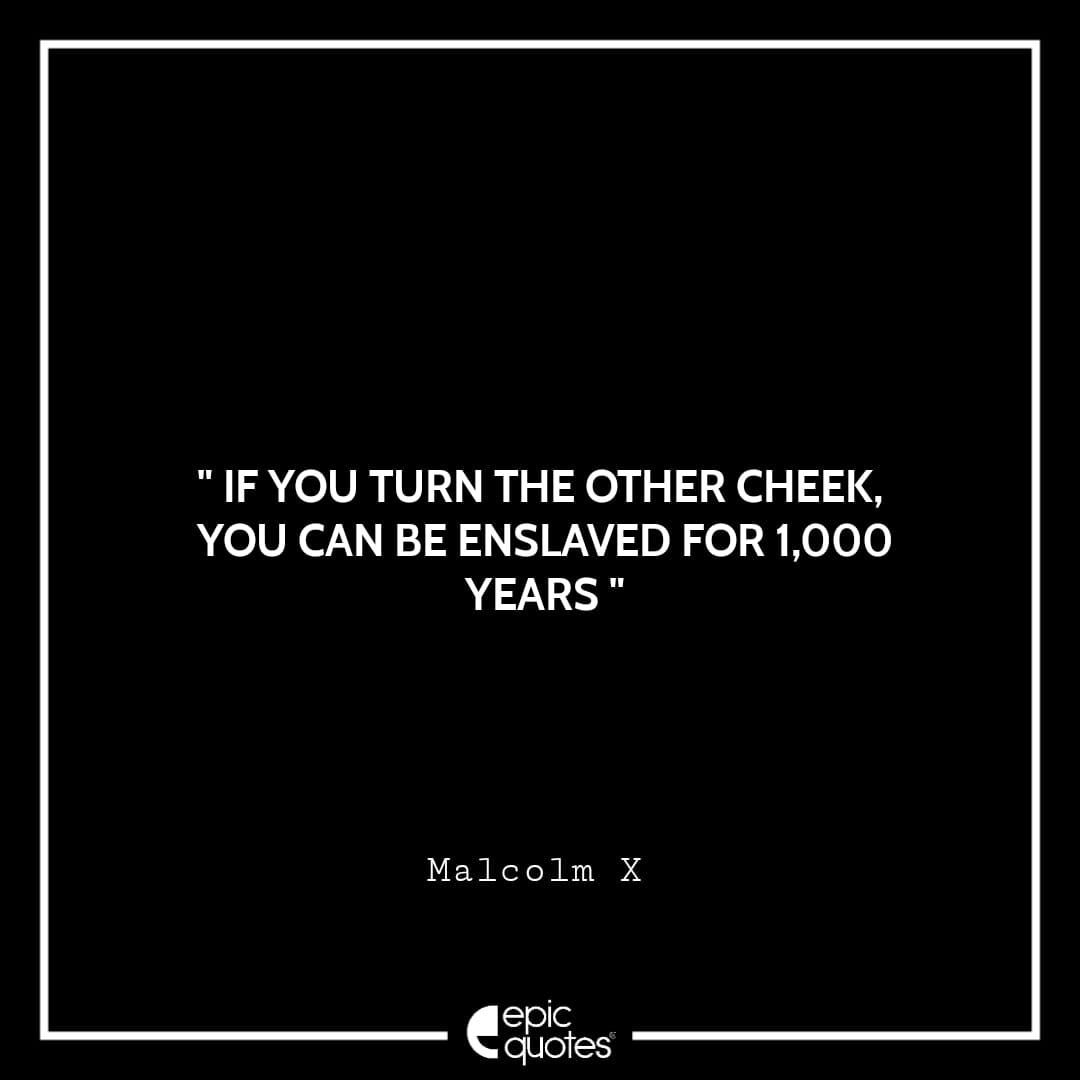 " IF YOU TURN THE OTHER CHEEK,
YOU CAN BE ENSLAVED FOR 1,000
YEARS "
Malcolm X
epic
quotes